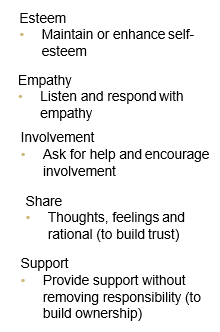 Esteem
• Maintain or enhance self-
esteem
Empathy
• Listen and respond with
empathy
Involvement
• Ask for help and encourage
involvement
Share
• Thoughts, feelings and
rational (to build trust)
Support
• Provide support without
removing responsibility (to
build ownership)